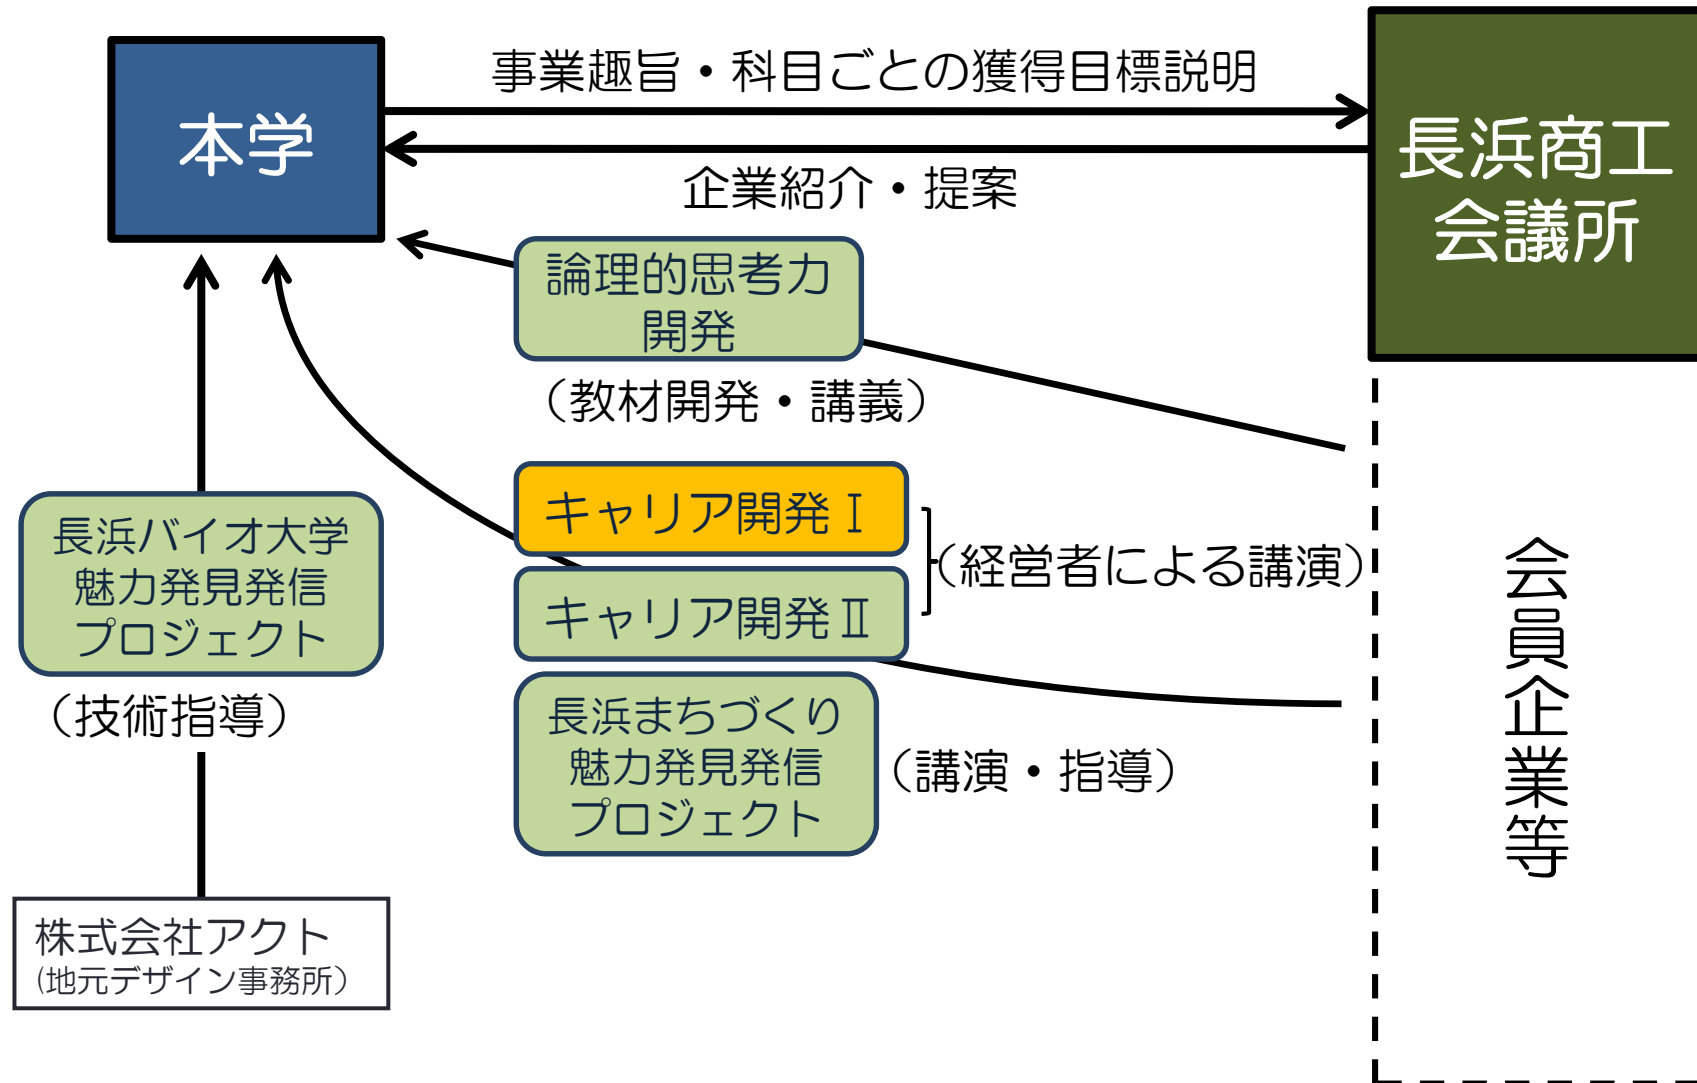 本学
事業趣旨・科目ごとの獲得目標説明
企業紹介・提案
長浜商工
会議所
論理的思考力
開発
（教材開発・講義）
キャリア開発Ⅰ
キャリア開発Ⅱ
（経営者による講演）
長浜まちづくり
魅力発見発信
プロジェクト
（講演・指導）
長浜バイオ大学
魅力発見発信
プロジェクト
（技術指導）
株式会社アクト
(地元デザイン事務所）
会員企業等